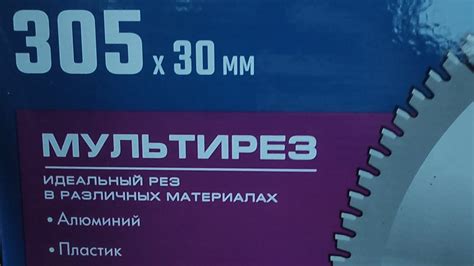 305 x 30 мм
МУЛЬТИРЕЗ
ИДЕАЛЬНЫЙ РЕЗ
В РАЗЛИЧНЫХ МАТЕРИАЛАХ
• Алюминий
• Пластик